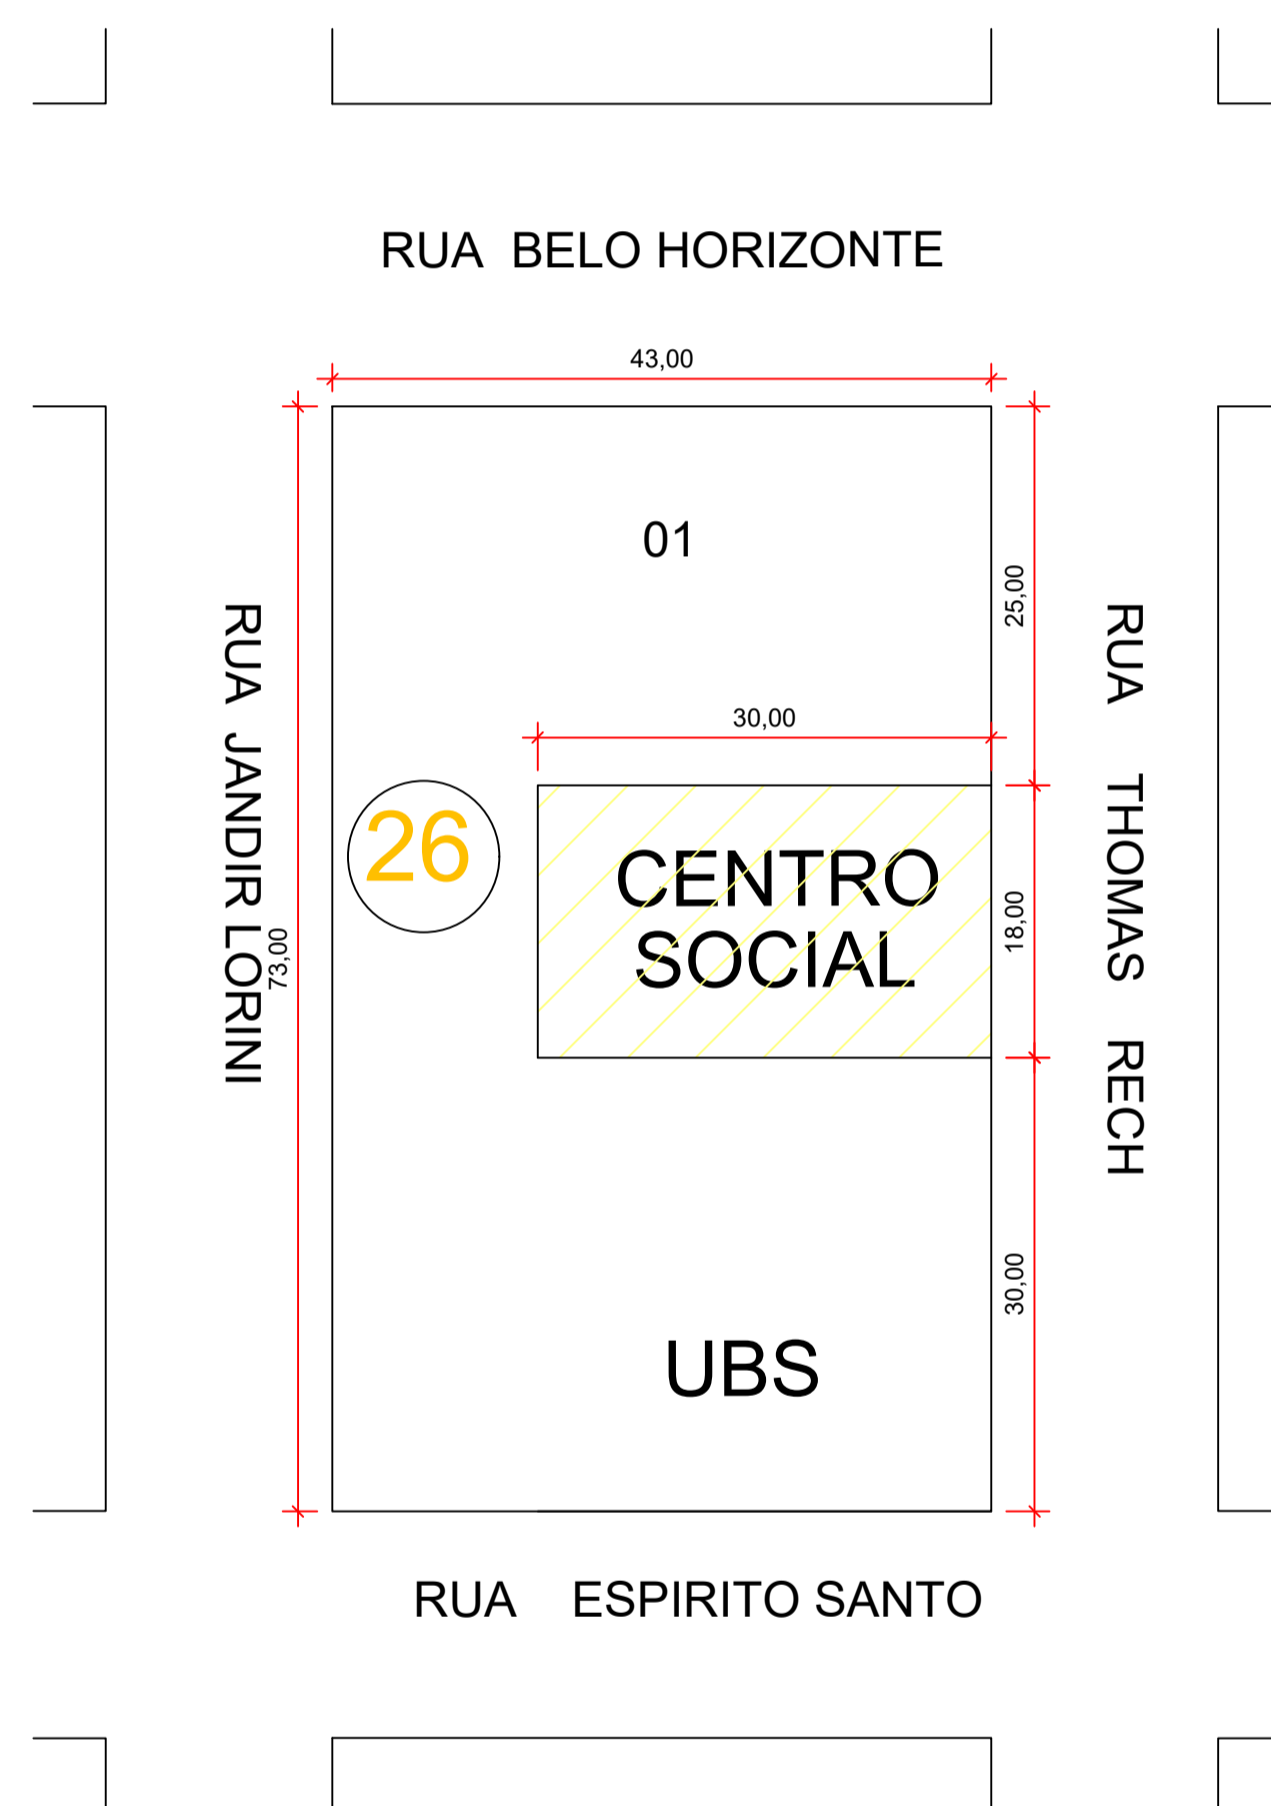 RUA BELO HORIZONTE
43,00
01
25,00
RUA JANDIR LORINI
73,00
RUA THOMAS RECH
30,00
26
CENTRO
SOCIAL
18,00
30,00
UBS
RUA ESPIRITO SANTO